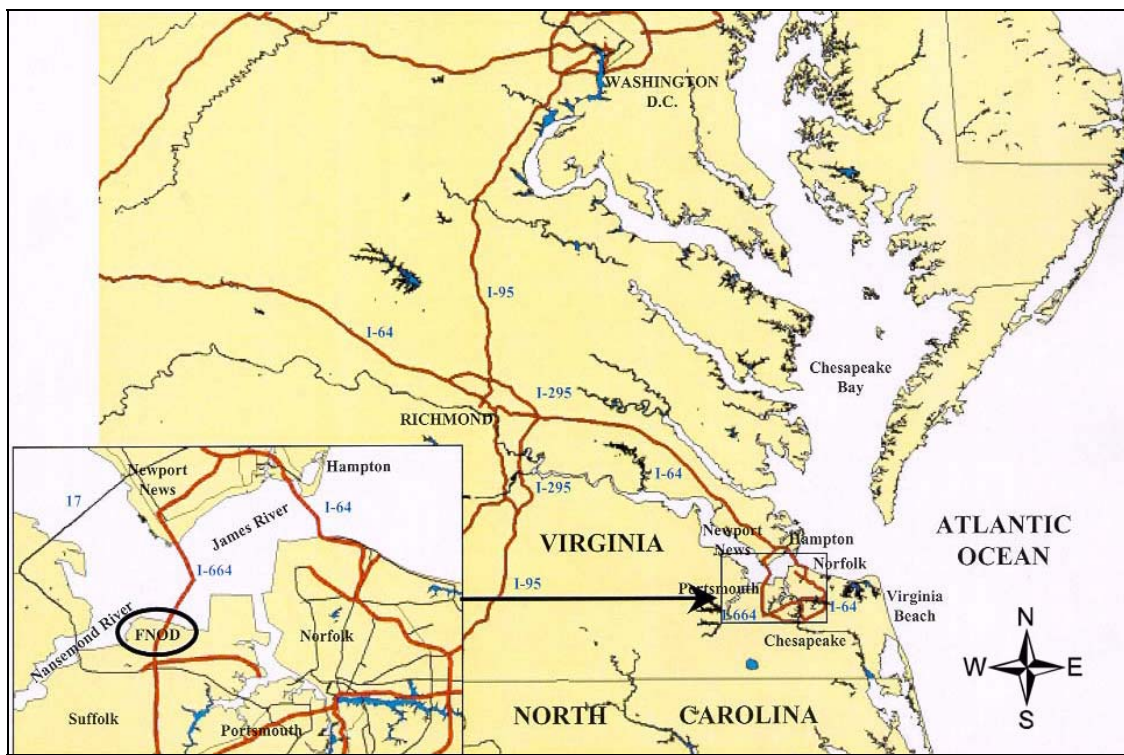 WASHINGTON
D.C.
I-95
I-64
I-295
RICHMOND
Chesapeake
Bay
I-64
I-295
VIRGINIA
I-95
Newport
News
Hampton
Norfolk
Portsmouth
I-664
I-64
Virginia
Beach
Chesapeake
ATLANTIC
OCEAN
NORTH CAROLINA
N
W E
S
Newport
News
Hampton
17
I-64
James River
I-664
Nansemond River
FNOD
Norfolk
Suffolk
Portsmouth